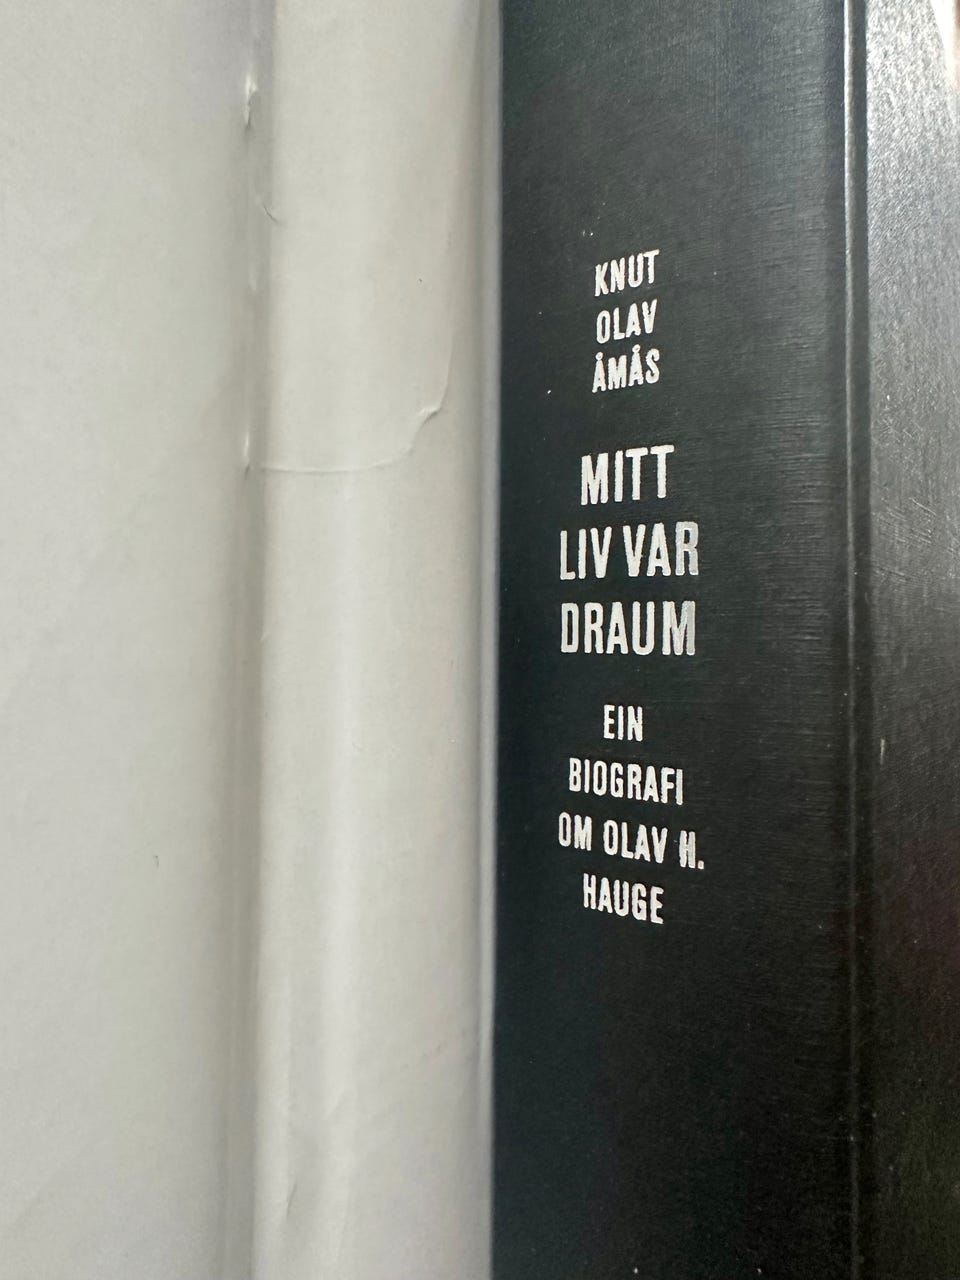 KNUT
OLAV
ÅMÅS
MITT
LIV VAR
DRAUM
EIN
BIOGRAFI
OM OLAV H.
HAUGE